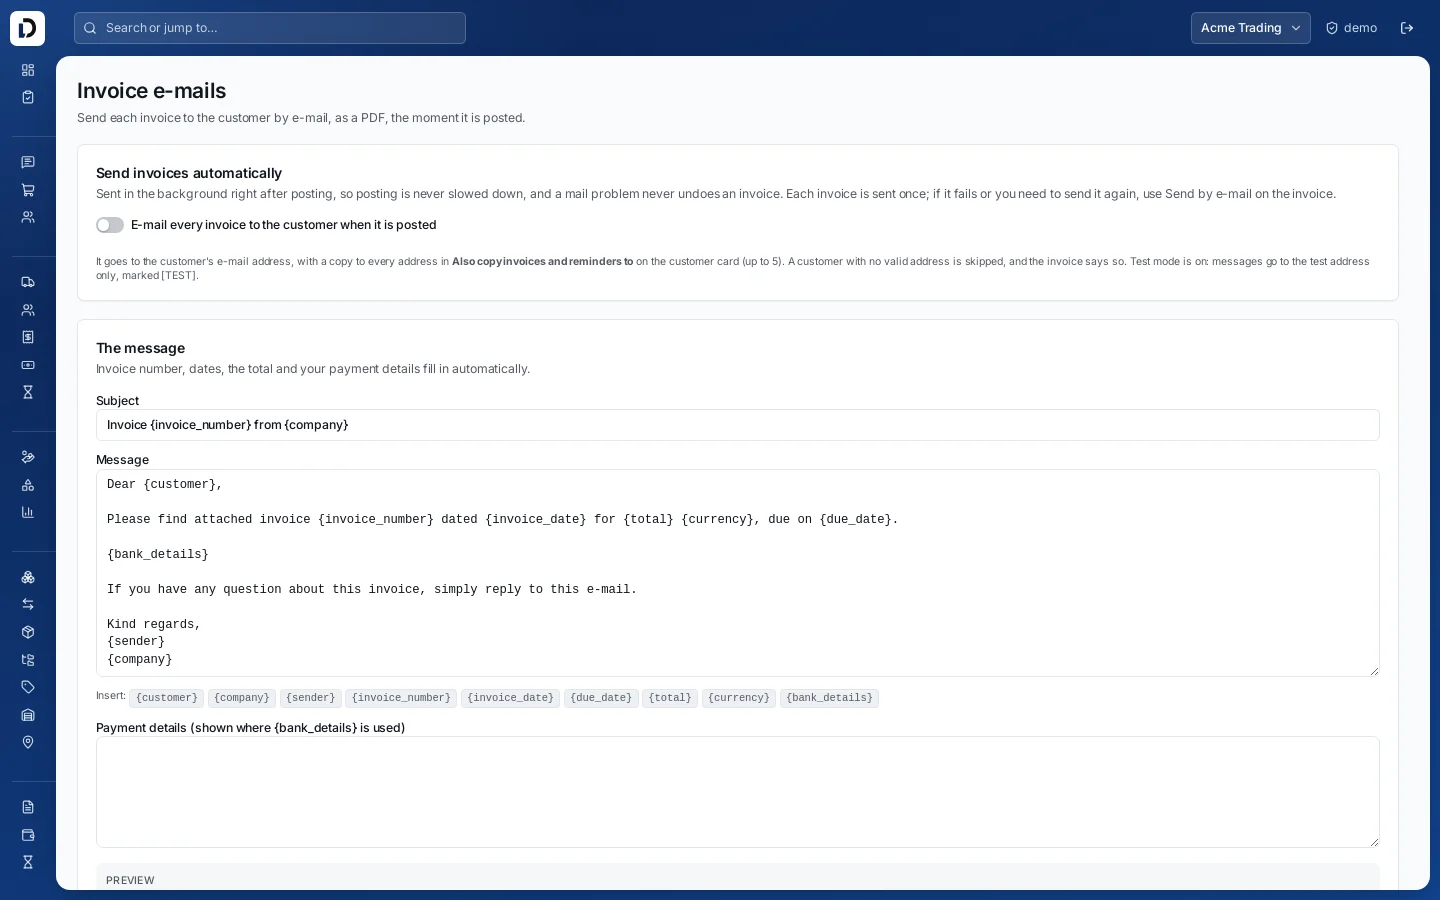 Search or jump to...
Acme Trading
demo
Invoice e-mails
Send each invoice to the customer by e-mail, as a PDF, the moment it is posted.
Send invoices automatically
Sent in the background right after posting, so posting is never slowed down, and a mail problem never undoes an invoice. Each invoice is sent once; if it fails or you need to send it again, use Send by e-mail on the invoice.
E-mail every invoice to the customer when it is posted
It goes to the customer's e-mail address, with a copy to every address in Also copy invoices and reminders to on the customer card (up to 5). A customer with no valid address is skipped, and the invoice says so. Test mode is on: messages go to the test address
only, marked [TEST].
The message
Invoice number, dates, the total and your payment details fill in automatically.
Subject
Invoice {invoice_number} from {company}
Message
Dear {customer},
Please find attached invoice {invoice_number} dated {invoice_date} for {total} {currency}, due on {due_date}.
{bank_details}
If you have any question about this invoice, simply reply to this e-mail.
Kind regards,
{sender}
{company}
Insert: {customer} {company} {sender} {invoice_number} {invoice_date} {due_date} {total} {currency} {bank_details}
Payment details (shown where {bank_details} is used)
PREVIEW